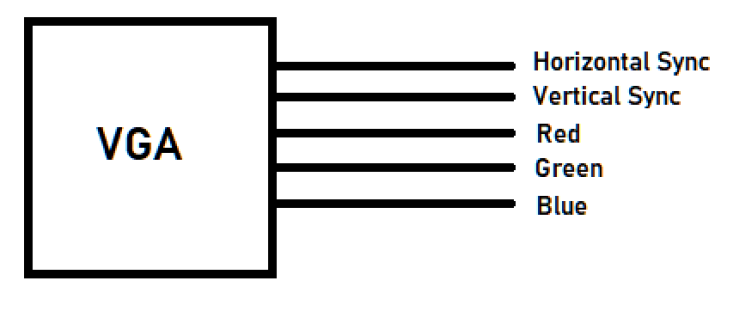 VGA
Horizontal Sync
Vertical Sync
Red
Green
Blue